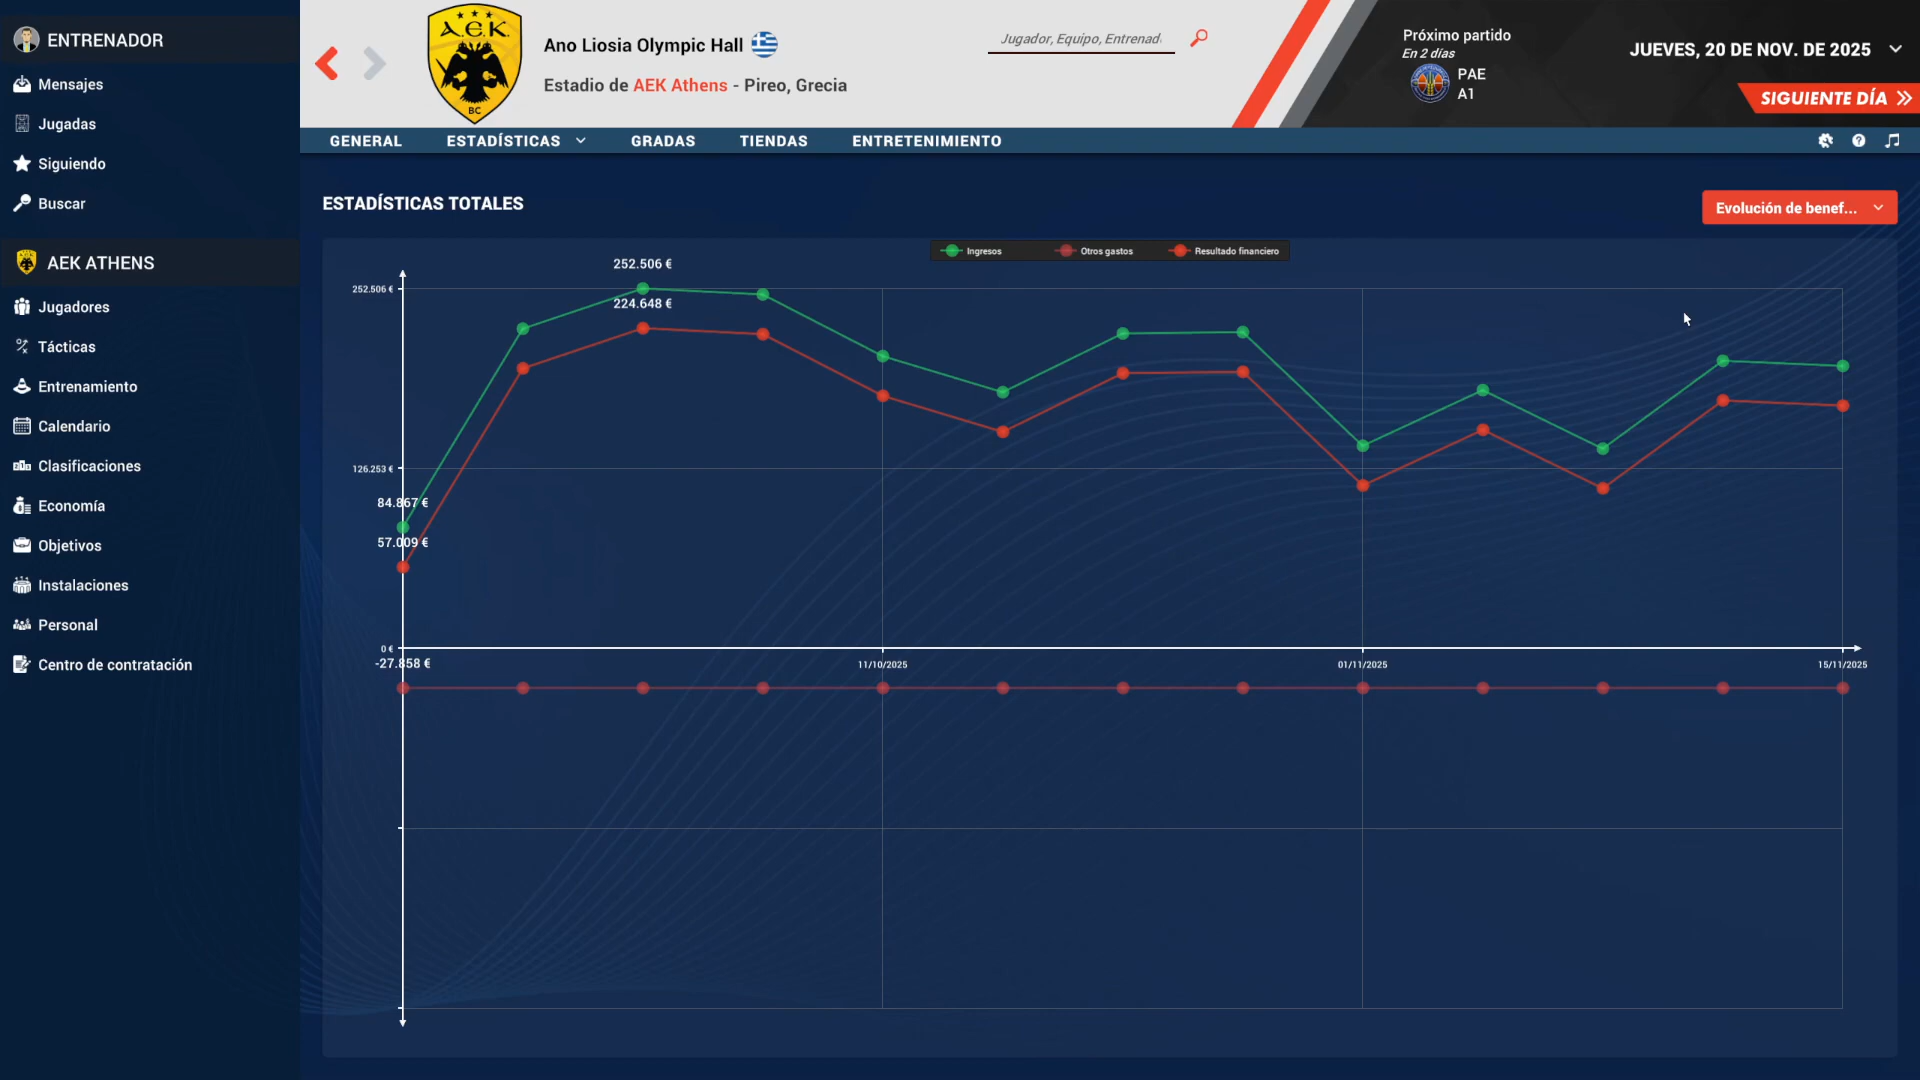 ENTRENADOR
Mensajes
Jugadas
Siguiendo
Buscar
AEK ATHENS
Jugadores
Tácticas
Entrenamiento
Calendario
Clasificaciones
Economía
Objetivos
Instalaciones
Personal
Centro de contratación
A.E.K.
BC
Ano Liosia Olympic Hall
Estadio de AEK Athens - Pireo, Grecia
Jugador, Equipo, Entrenad
Próximo partido
En 2 días
PAE
A1
JUEVES, 20 DE NOV. DE 2025
SIGUIENTE DÍA
GENERAL ESTADÍSTICAS GRADAS TIENDAS ENTRETENIMIENTO
ESTADÍSTICAS TOTALES
Evolución de benef...
Ingresos Otros gastos Resultado financiero
252.506 €
252.506 €
224.648 €
126.253 €
84.867 €
57.009 €
0 €
-27.858 €
11/10/2025 01/11/2025 15/11/2025